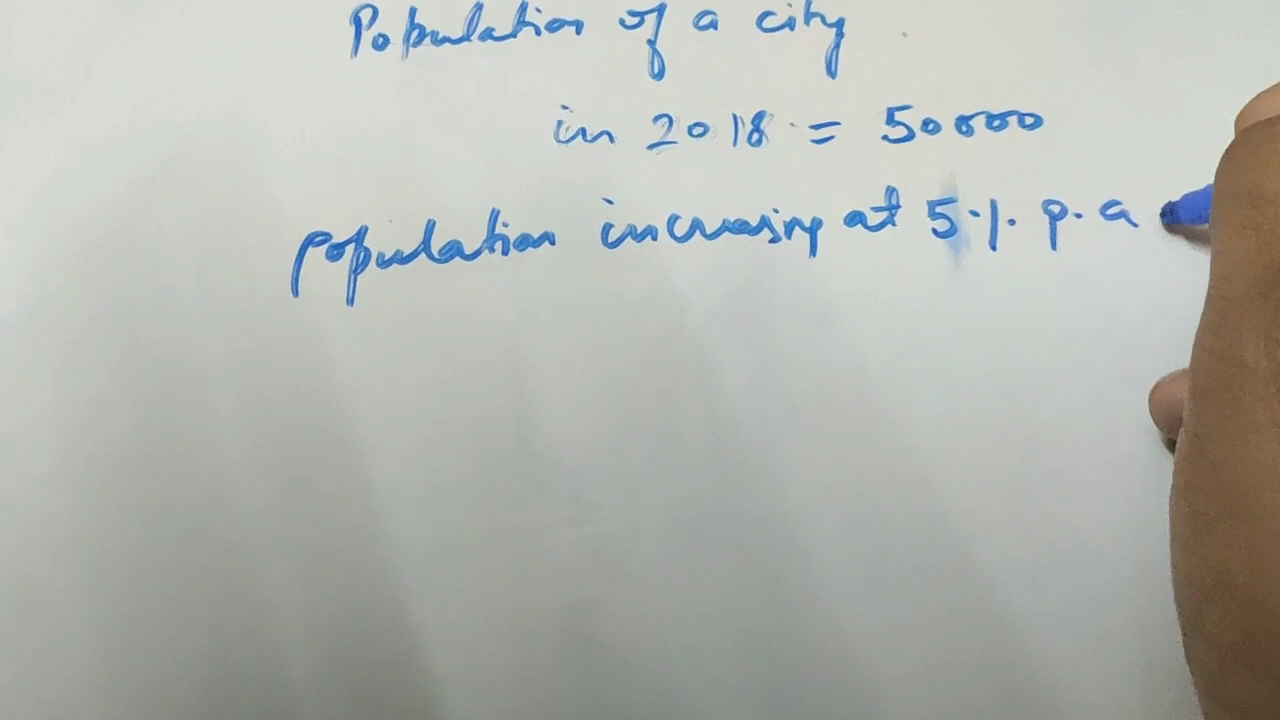 Population of a city
in 2018 = 50000
population increasing at 5% p.a